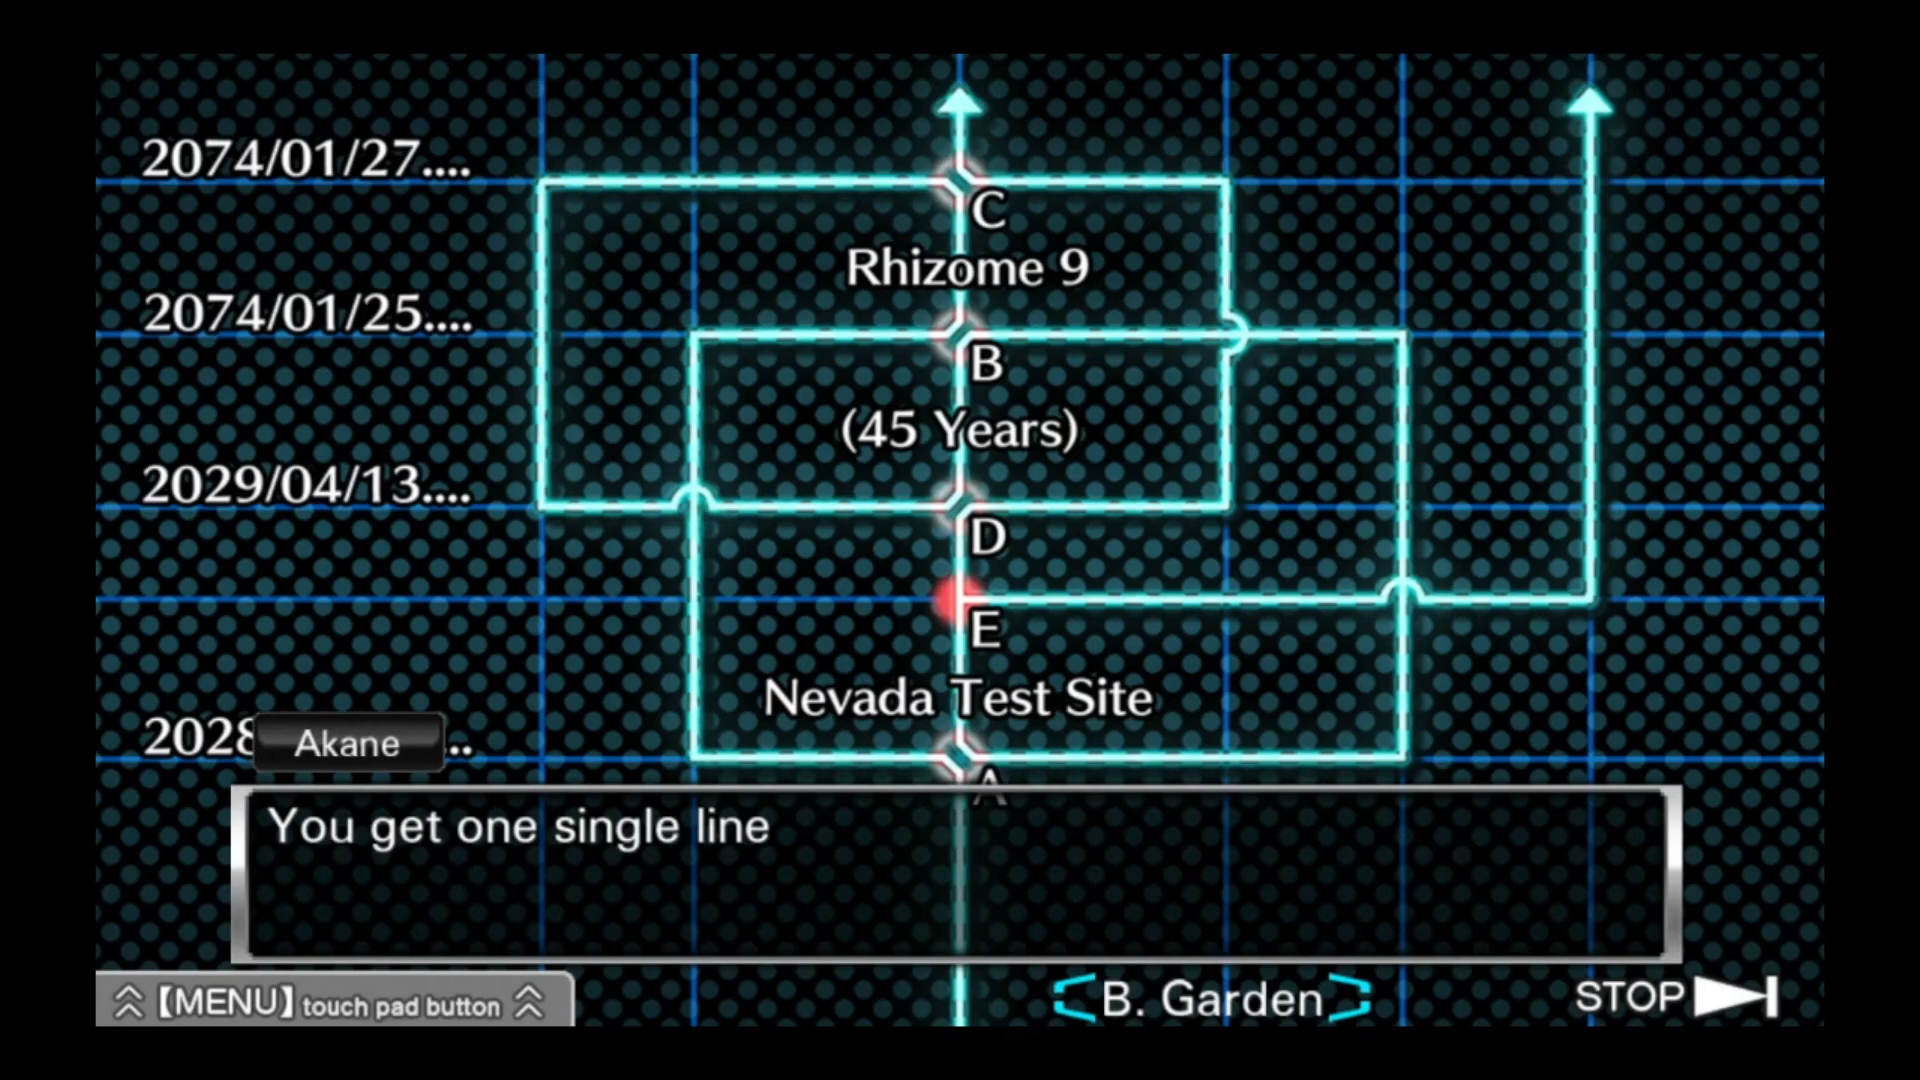 2074/01/27....
C
Rhizome 9
2074/01/25....
B
(45 Years)
2029/04/13....
D
E
Nevada Test Site
2028
Akane
..
A
You get one single line
【MENU】touch pad button
B. Garden
STOP